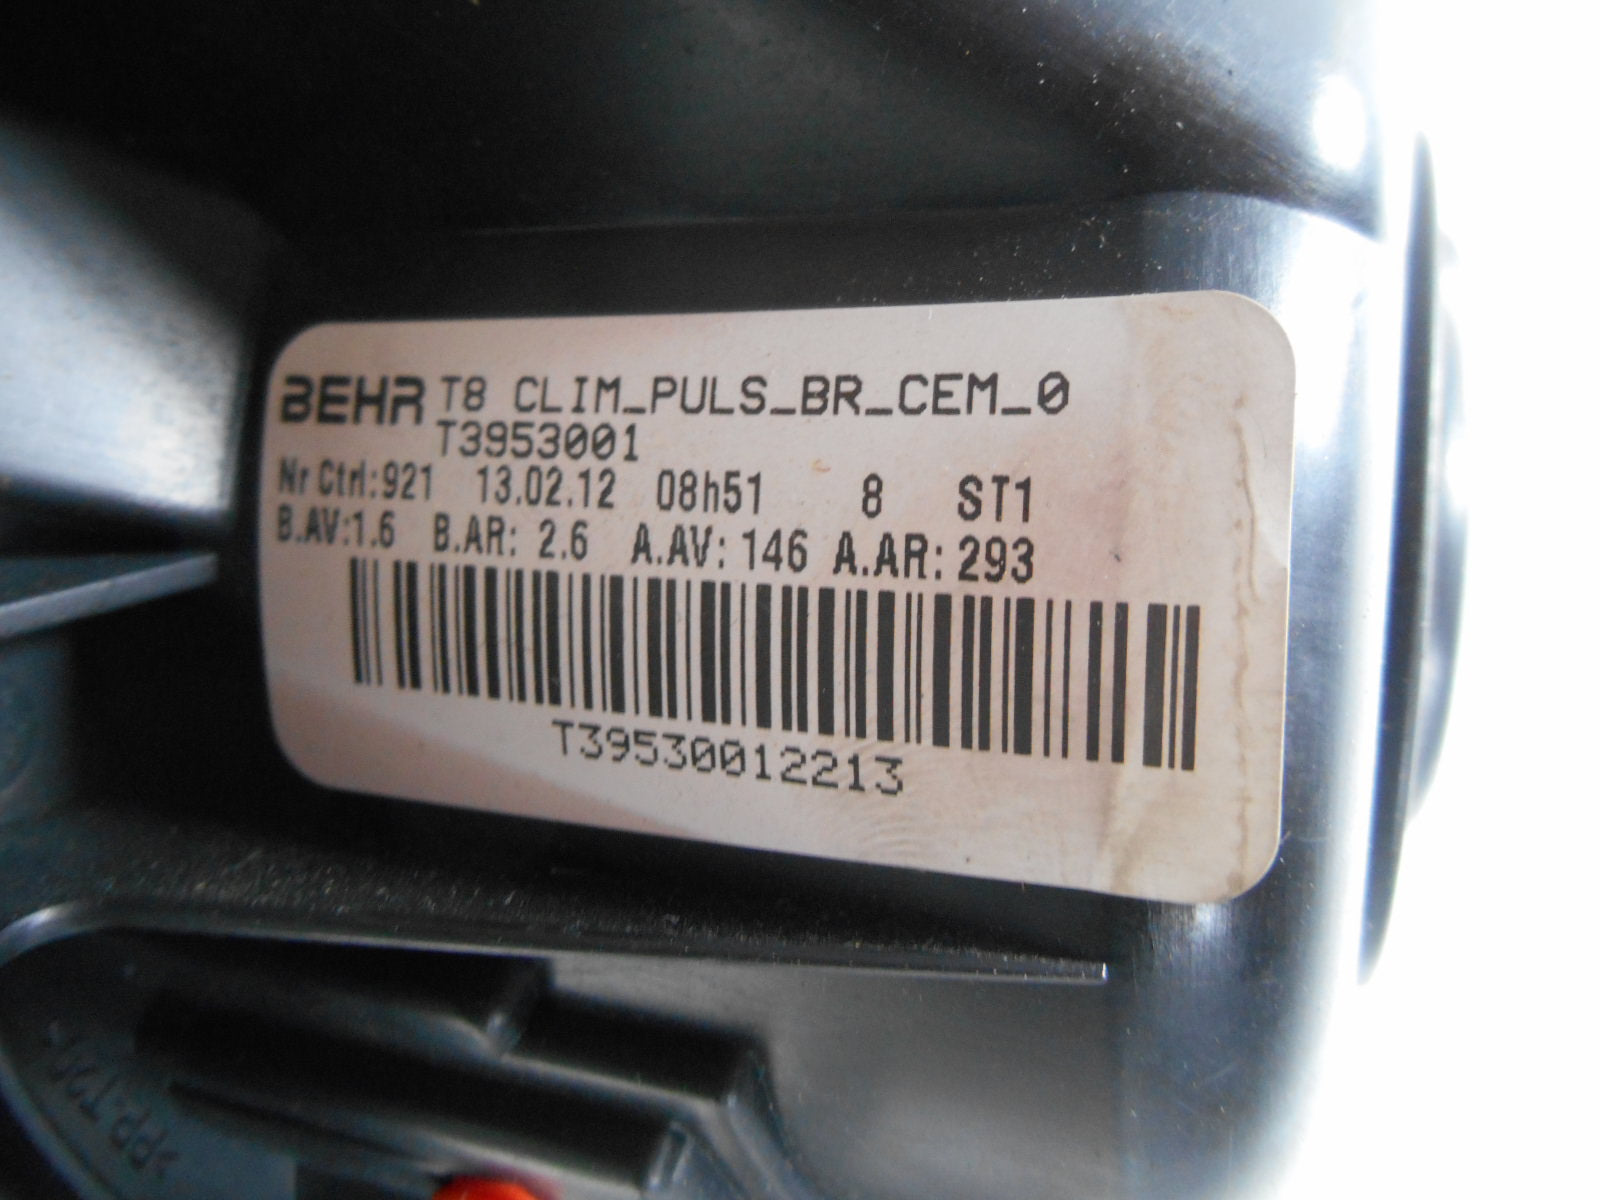 BEHR T8 CLIM_PULS_BR_CEM_0
T3953001
Nr Ctrl:921 13.02.12 08h51 8 ST1
B.AV:1.6 B.AR: 2.6 A.AV: 146 A.AR: 293
T39530012213